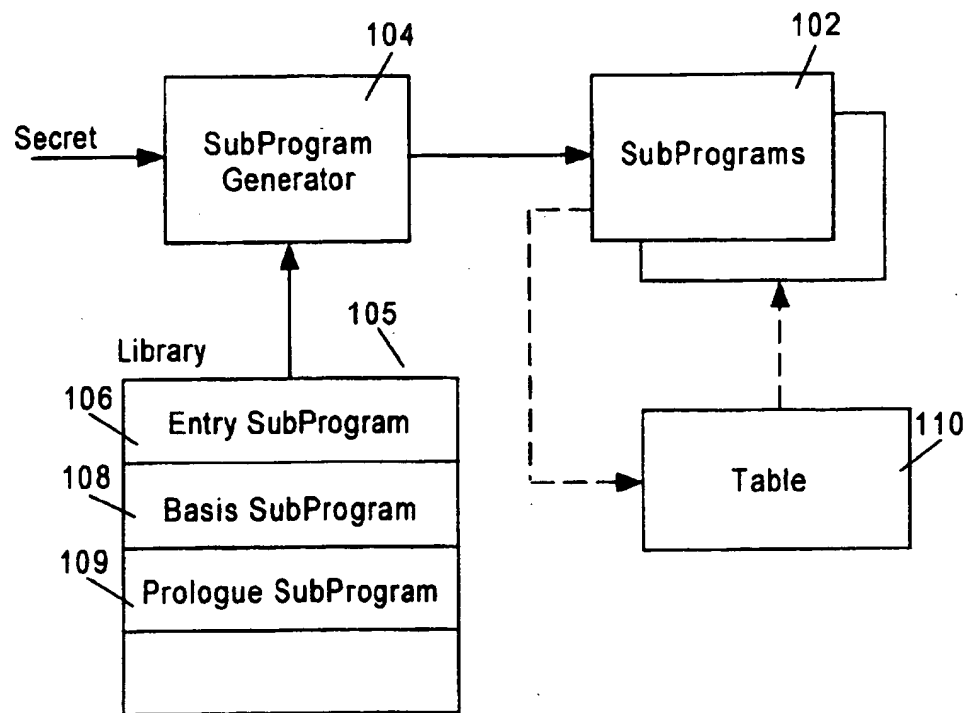 104
102
Secret
SubProgram
Generator
SubPrograms
105
Library
106
Entry SubProgram
110
108
Basis SubProgram
Table
109
Prologue SubProgram